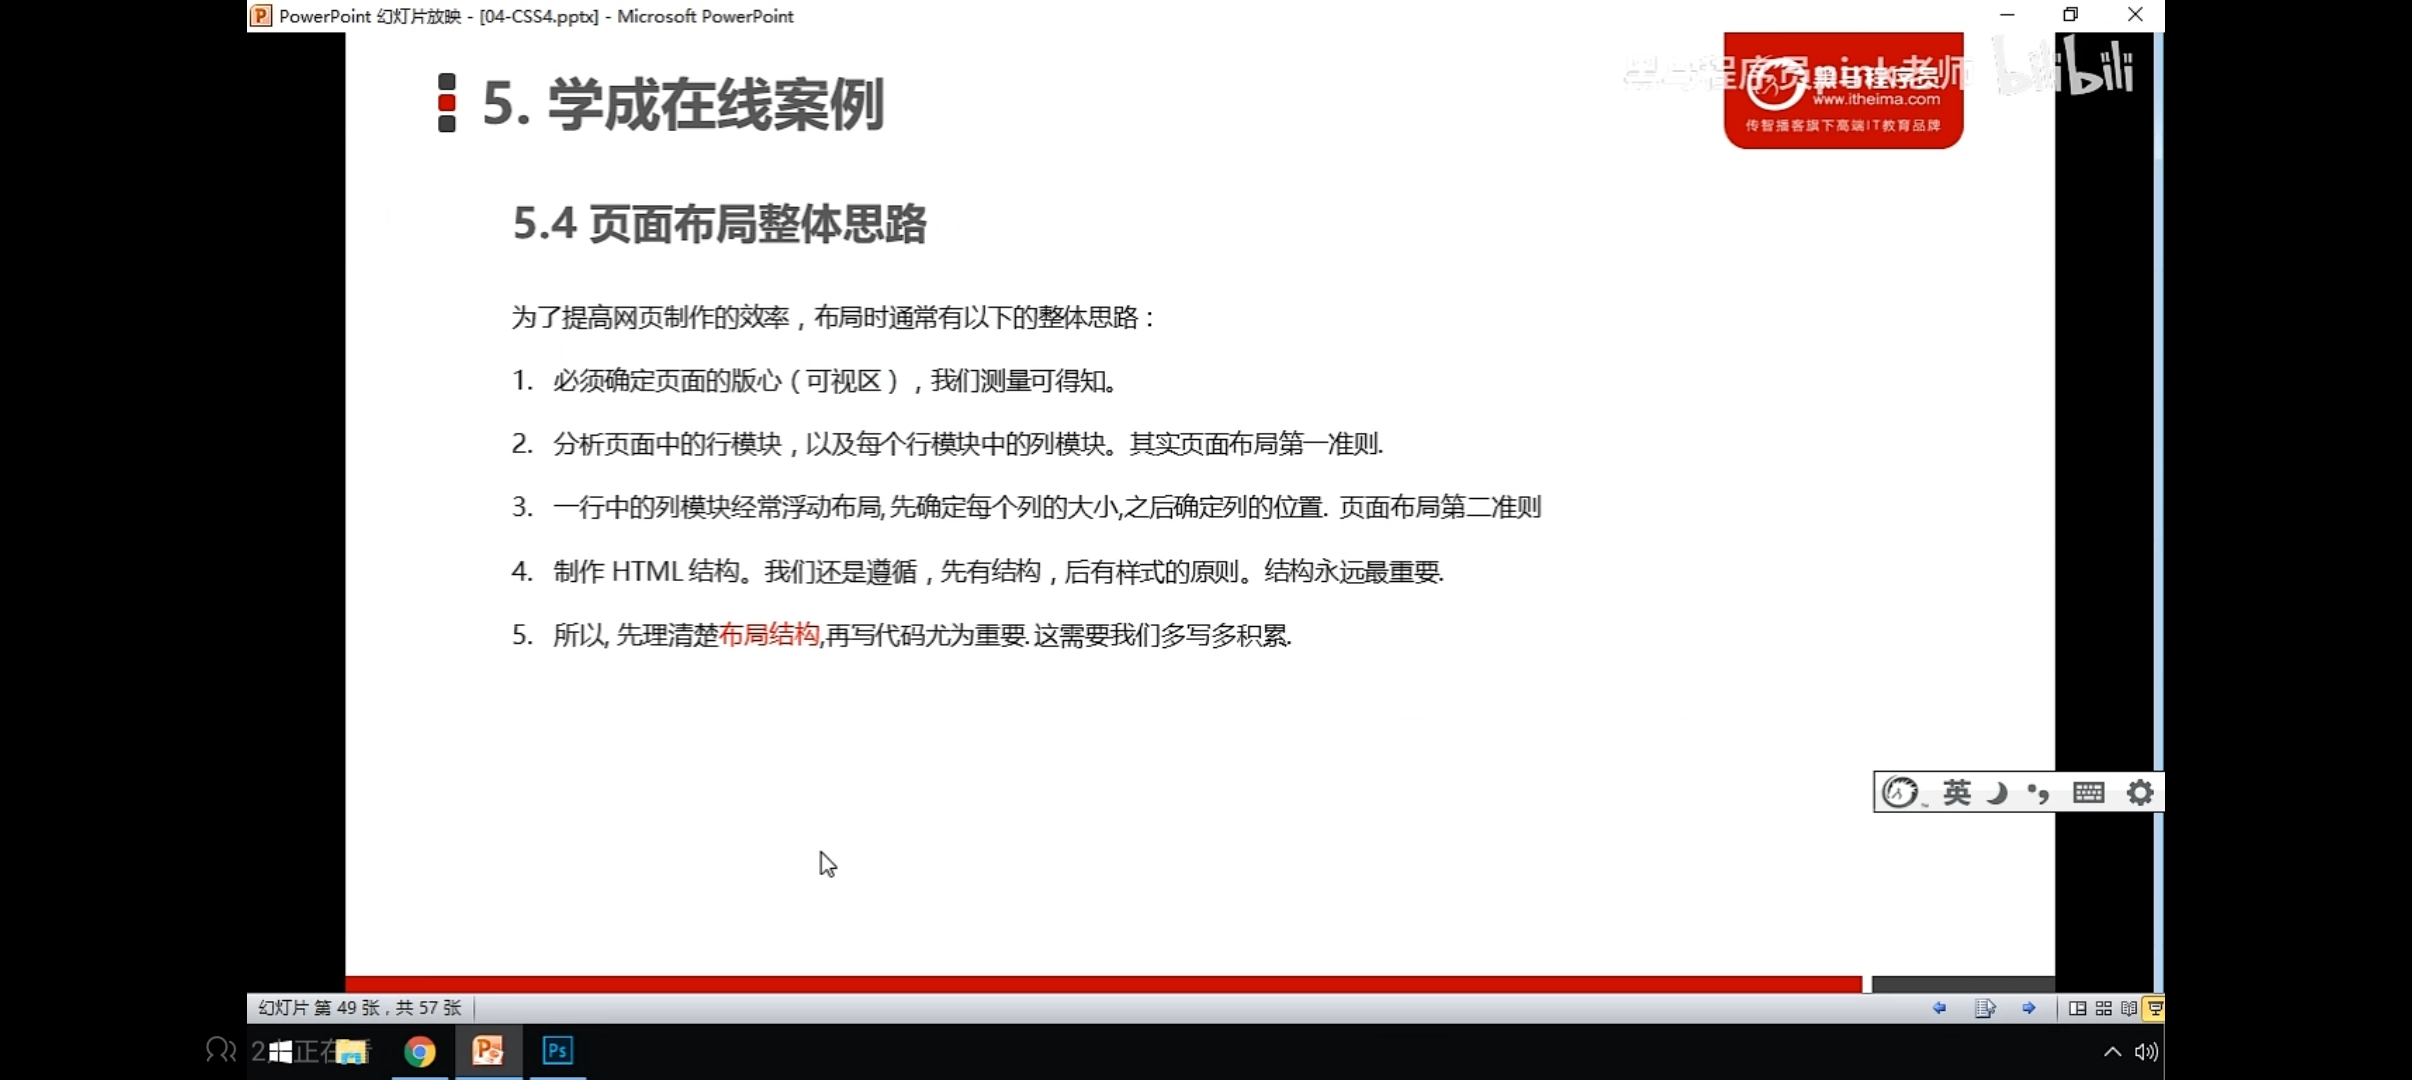 PowerPoint 幻灯片放映 - [04-CSS4.pptx] - Microsoft PowerPoint
5. 学成在线案例
黑马程序员pink老师
bilibili
黑马程序员
www.itheima.com
传智播客旗下高端IT教育品牌
5.4 页面布局整体思路
为了提高网页制作的效率，布局时通常有以下的整体思路：
1. 必须确定页面的版心（可视区），我们测量可得知。
2. 分析页面中的行模块，以及每个行模块中的列模块。其实页面布局第一准则.
3. 一行中的列模块经常浮动布局, 先确定每个列的大小,之后确定列的位置. 页面布局第二准则
4. 制作 HTML 结构。我们还是遵循，先有结构，后有样式的原则。结构永远最重要.
5. 所以, 先理清楚布局结构,再写代码尤为重要. 这需要我们多写多积累.
英
幻灯片 第 49 张，共 57 张
Ps